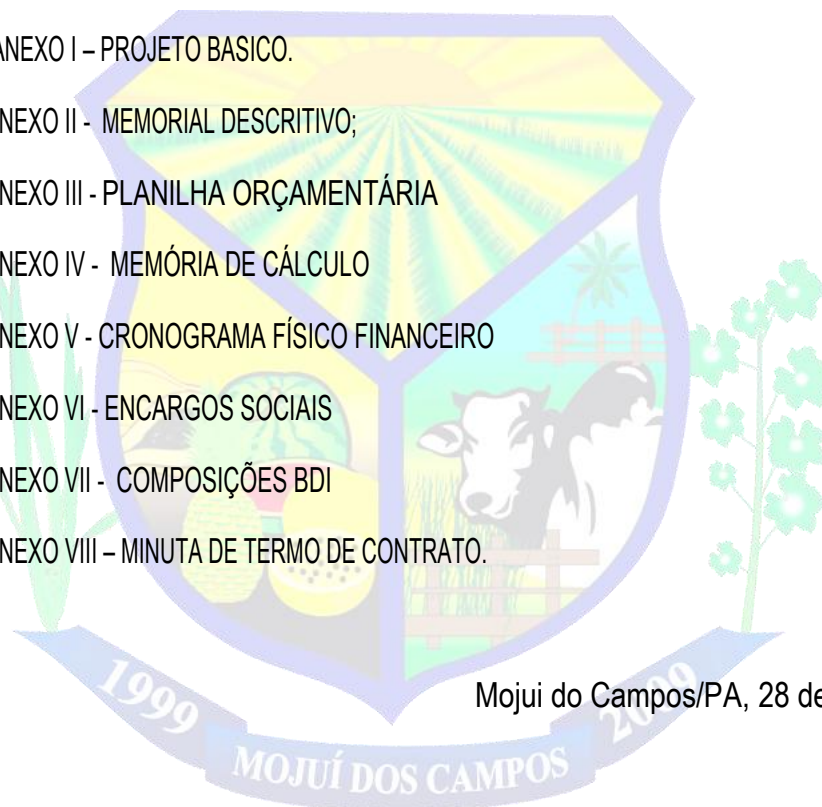 ANEXO I – PROJETO BASICO.
NEXO II - MEMORIAL DESCRITIVO;
NEXO III - PLANILHA ORÇAMENTÁRIA
NEXO IV - MEMÓRIA DE CÁLCULO
NEXO V - CRONOGRAMA FÍSICO FINANCEIRO
NEXO VI - ENCARGOS SOCIAIS
NEXO VII - COMPOSIÇÕES BDI
NEXO VIII – MINUTA DE TERMO DE CONTRATO.
Mojui do Campos/PA, 28 de
1999
2009
MOJUÍ DOS CAMPOS